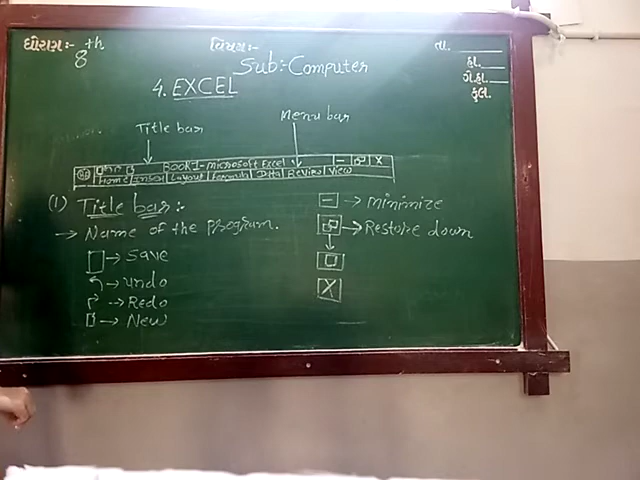 ધોરણ:- 8th
વિષય:-
તા.
Sub:- Computer
હા.
ગે.હા.
કુલ.
4. EXCEL
Title bar
Menu bar
BOOK1-microsoft Excel - X
Home Insert Layout Formula Data Review View
(1) Title bar:-
→ Name of the program.
→ Save
→ undo
→ Redo
→ New
- → minimize
→ Restore down
X